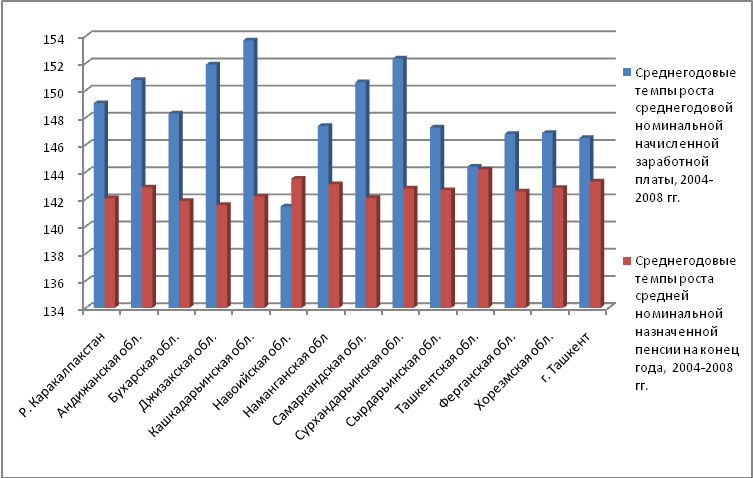 154
152
150
148
146
144
142
140
138
136
134
Р. Каракалпакстан
Андижанская обл.
Бухарская обл.
Джизакская обл.
Кашкадарьинская обл.
Навоийская обл.
Наманганская обл
Самаркандская обл.
Сурхандарьинская обл.
Сырдарьинская обл.
Ташкентская обл.
Ферганская обл.
Хорезмская обл.
г. Ташкент
Среднегодовые
темпы роста
среднегодовой
номинальной
начисленной
заработной
платы, 2004-
2008 гг.
Среднегодовые
темпы роста
средней
номинальной
назначенной
пенсии на конец
года, 2004-2008
гг.